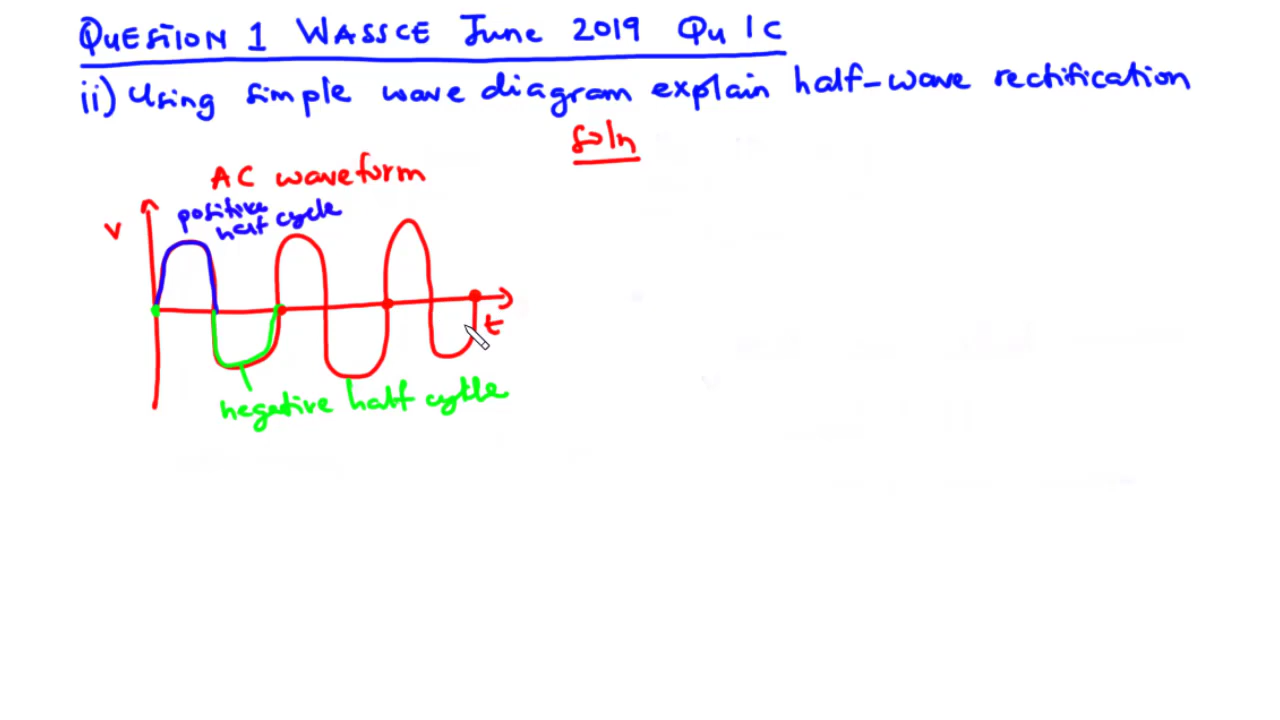 QUESTION 1 WASSCE June 2019 Qu 1C
ii) Using simple wave diagram explain half-wave rectification
Soln
AC waveform
positive
half cycle
V
t
negative half cycle